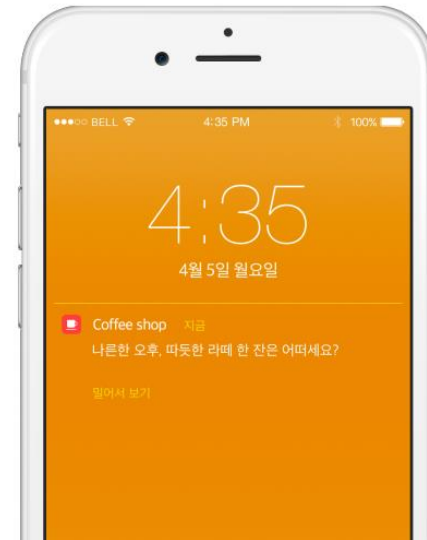 BELL 4:35 PM 100%
4:35
4월 5일 월요일
Coffee shop 지금
나른한 오후, 따듯한 라떼 한 잔은 어떠세요?
밀어서 보기